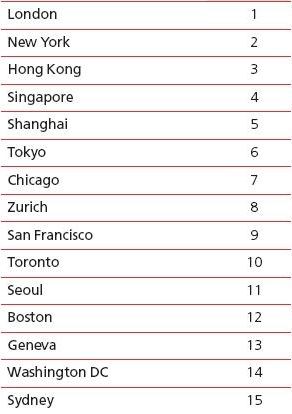 London 1
New York 2
Hong Kong 3
Singapore 4
Shanghai 5
Tokyo 6
Chicago 7
Zurich 8
San Francisco 9
Toronto 10
Seoul 11
Boston 12
Geneva 13
Washington DC 14
Sydney 15